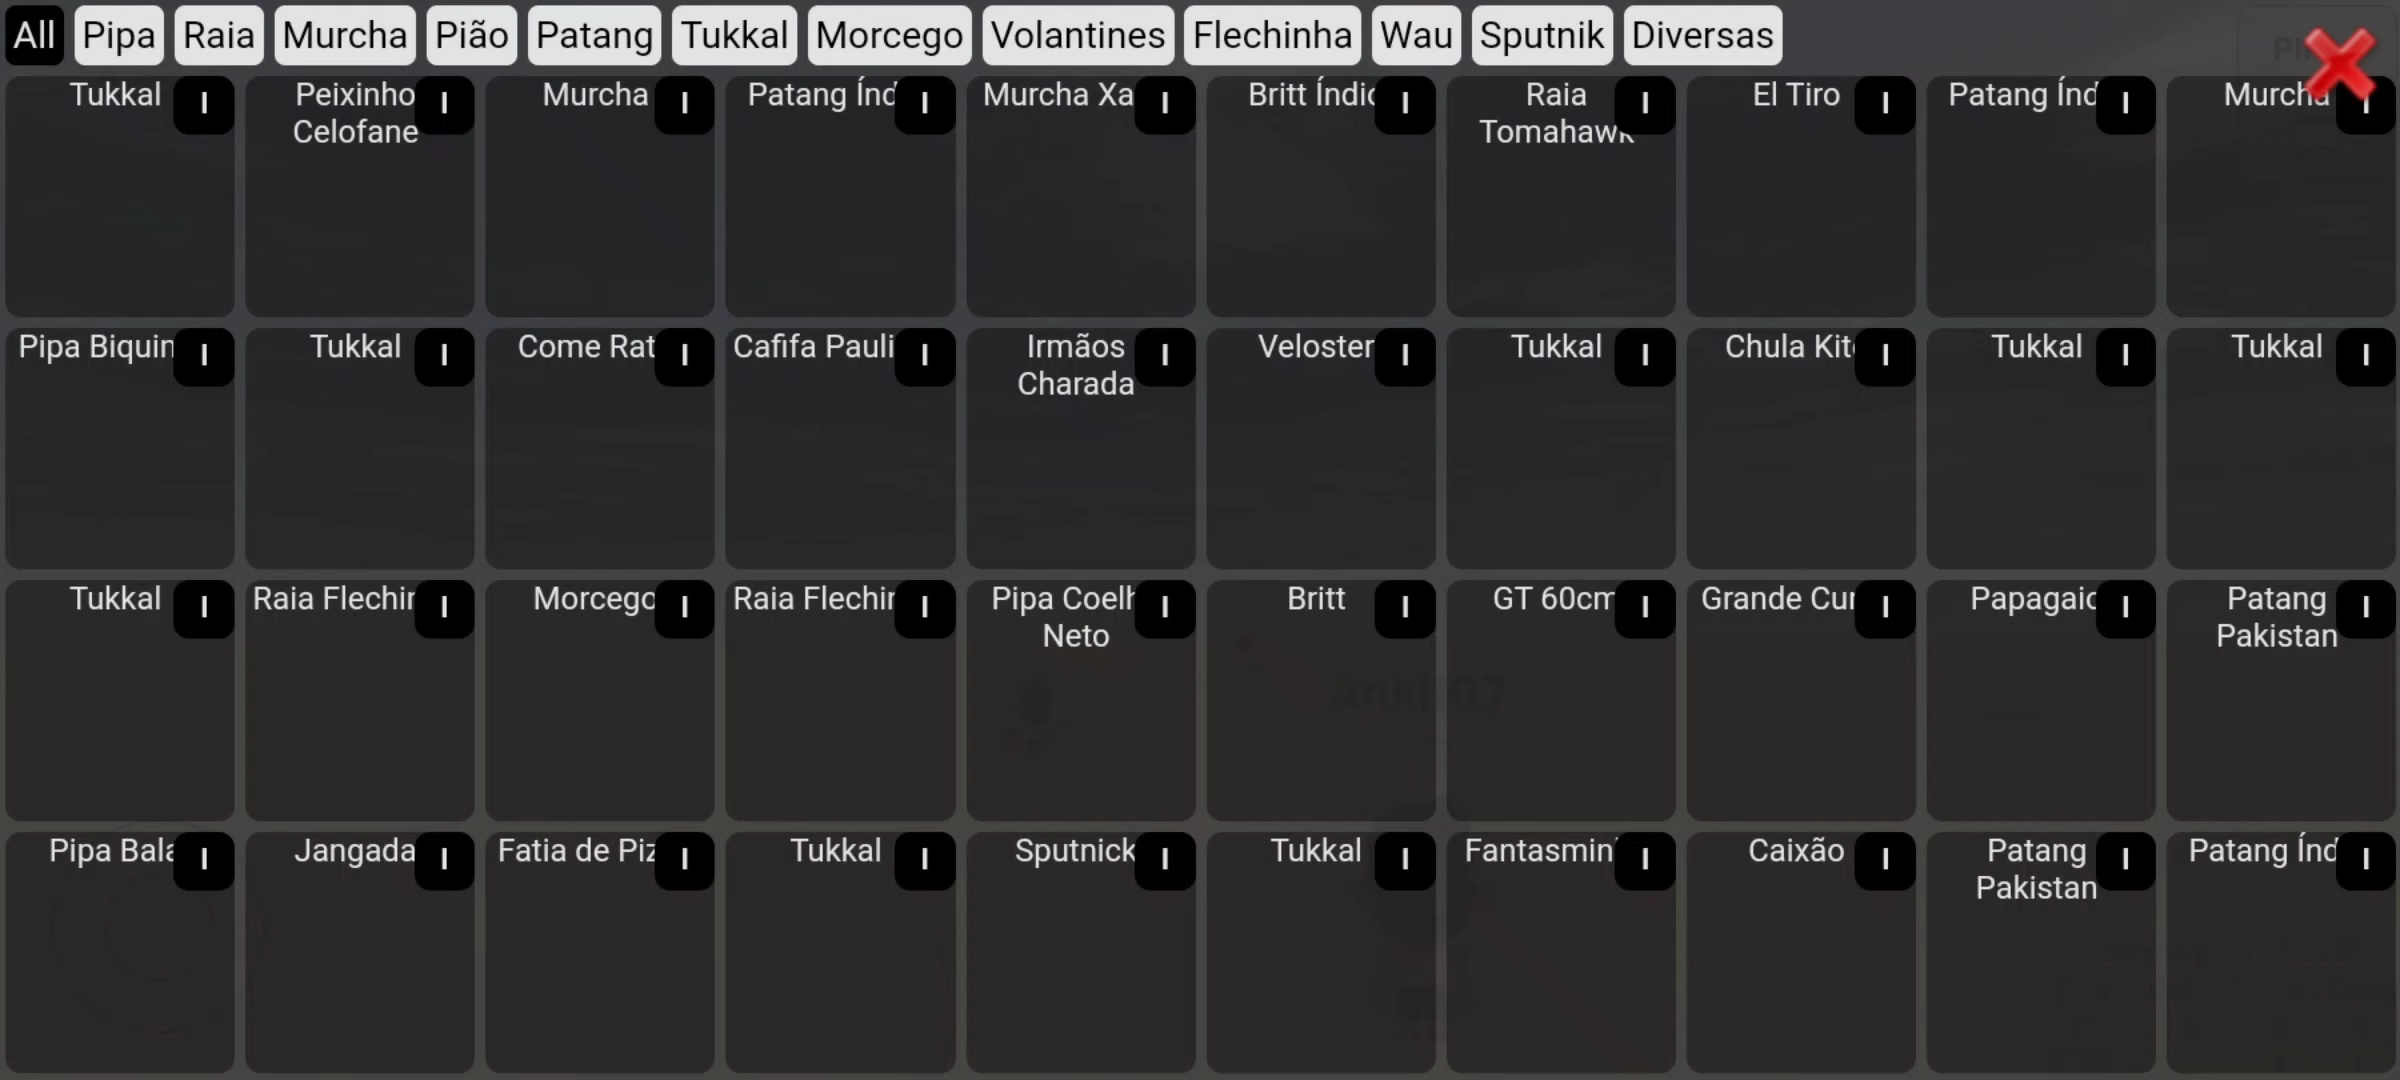 All Pipa Raia Murcha Pião Patang Tukkal Morcego Volantines Flechinha Wau Sputnik Diversas
Tukkal I Peixinho I Murcha I Patang Índ I Murcha Xa I Britt Índic I Raia I El Tiro I Patang Índ I Murcha I
Celofane Tomahawk
Pipa Biquin I Tukkal I Come Rat I Cafifa Pauli I Irmãos I Veloster I Tukkal I Chula Kite I Tukkal I Tukkal I
Charada
Tukkal I Raia Flechin I Morcego I Raia Flechin I Pipa Coelh I Britt I GT 60cm I Grande Cur I Papagaio I Patang I
Neto Pakistan
Pipa Bala I Jangada I Fatia de Piz I Tukkal I Sputnick I Tukkal I Fantasmin I Caixão I Patang I Patang Índ I
Pakistan